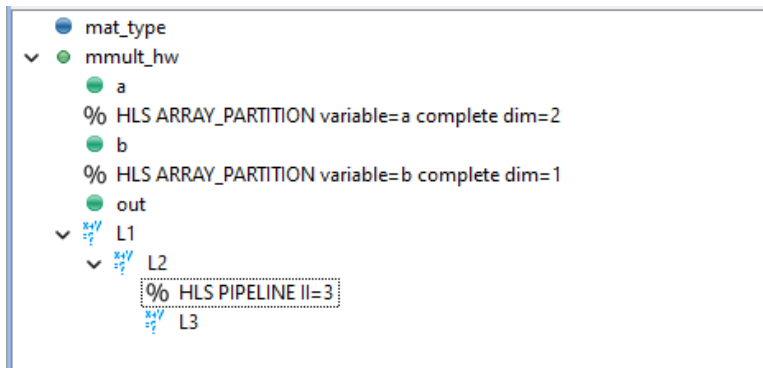 mat_type
mmult_hw
a
% HLS ARRAY_PARTITION variable=a complete dim=2
b
% HLS ARRAY_PARTITION variable=b complete dim=1
out
x+y=? L1
x+y=? L2
% HLS PIPELINE II=3
x+y=? L3